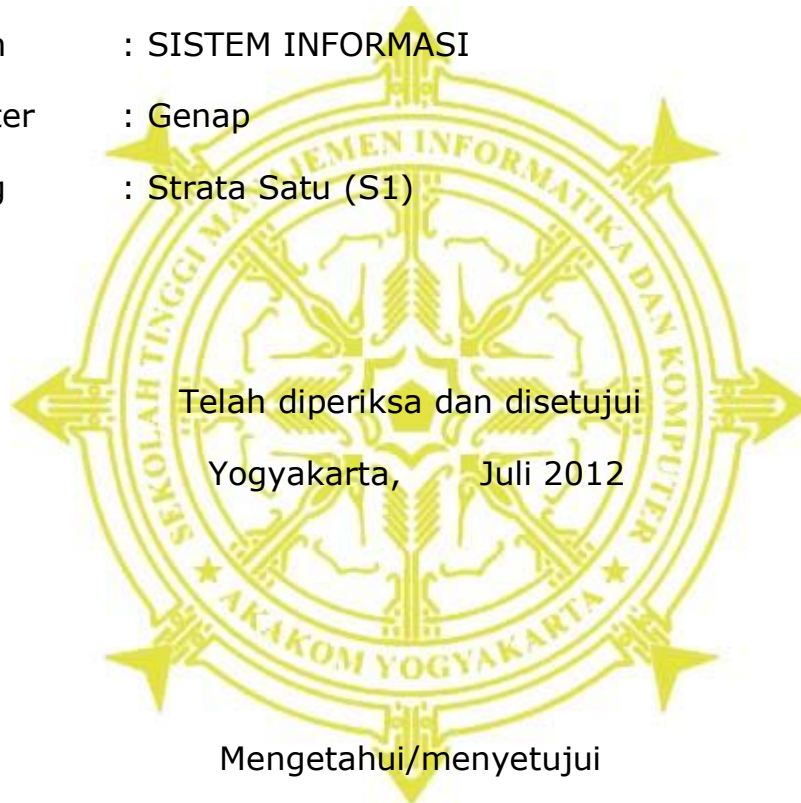 n : SISTEM INFORMASI
ter : Genap
g : Strata Satu (S1)
SEKOLAH TINGGI MANAJEMEN INFORMATIKA DAN KOMPUTER
★ AKAKOM YOGYAKARTA ★
Telah diperiksa dan disetujui
Yogyakarta, Juli 2012
Mengetahui/menyetujui